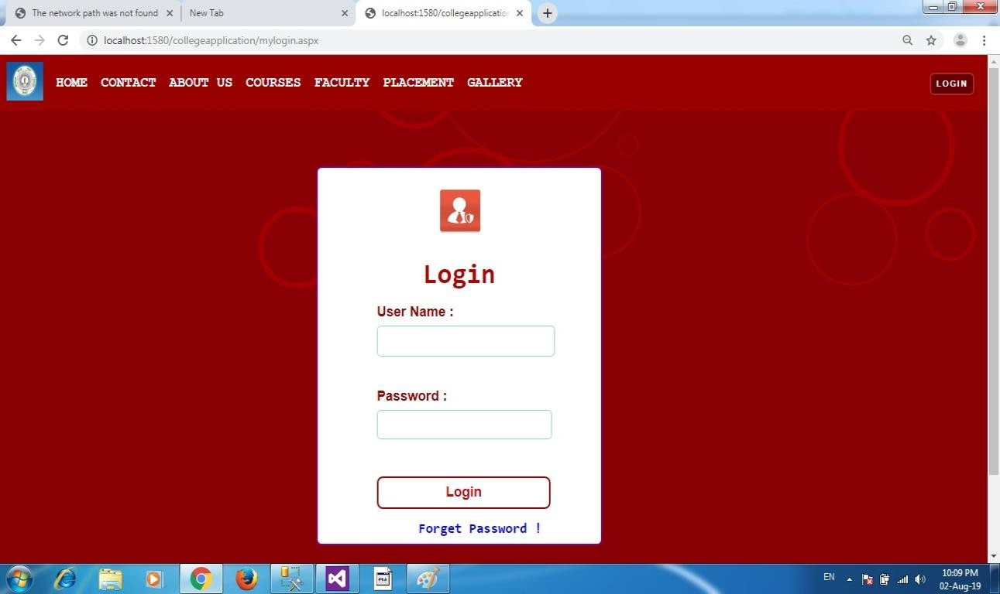 The network path was not found
New Tab
localhost:1580/collegeapplication
localhost:1580/collegeapplication/mylogin.aspx
HOME CONTACT ABOUT US COURSES FACULTY PLACEMENT GALLERY
LOGIN
Login
User Name :
Password :
Login
Forget Password !
EN
10:09 PM
02-Aug-19